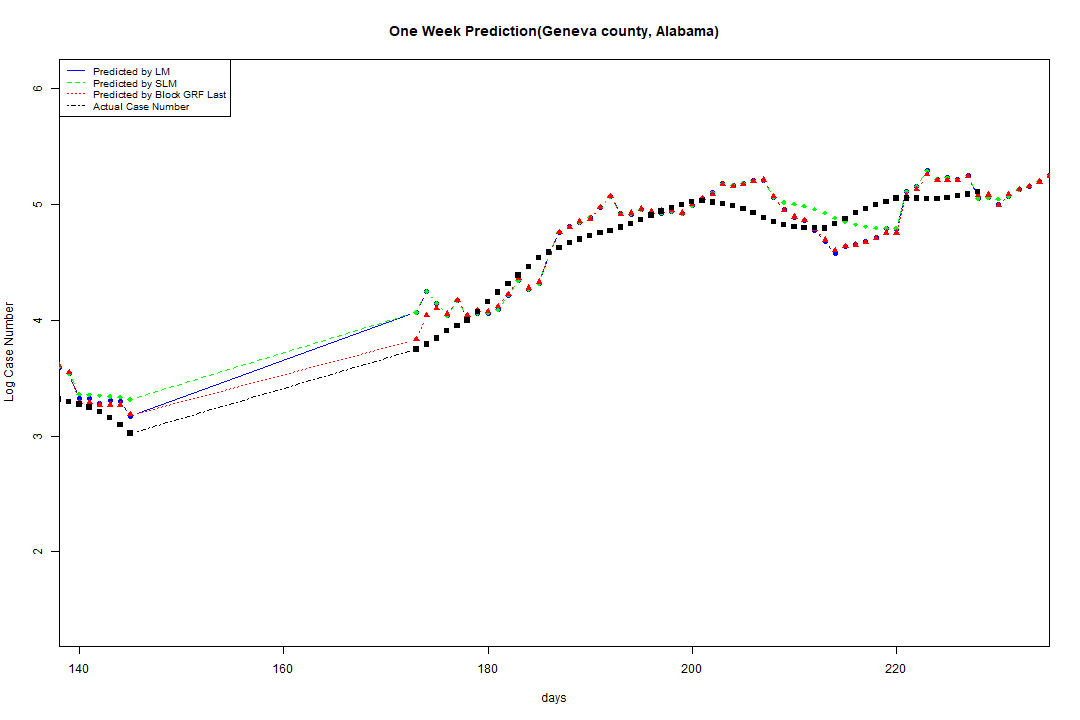 One Week Prediction(Geneva county, Alabama)
Predicted by LM
Predicted by SLM
Predicted by Block GRF Last
Actual Case Number
6
5
4
3
2
Log Case Number
140 160 180 200 220
days